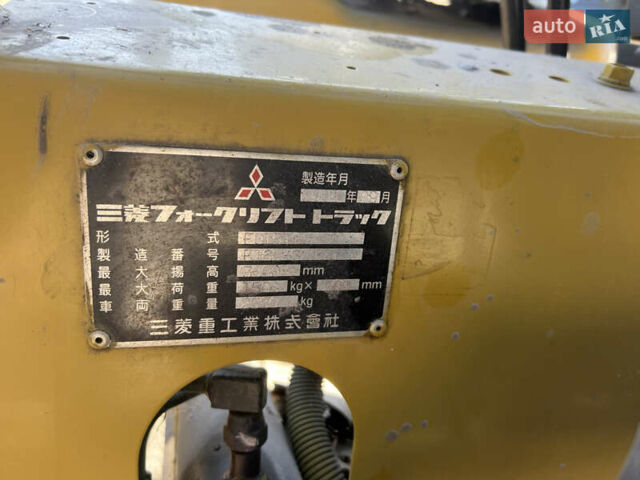 auto RIA.com
製造年月
年 月
三菱フォークリフトトラック
形式
製造番号
最大揚高 mm
最大荷重 kg× mm
車両重量 kg
三菱重工業株式會社